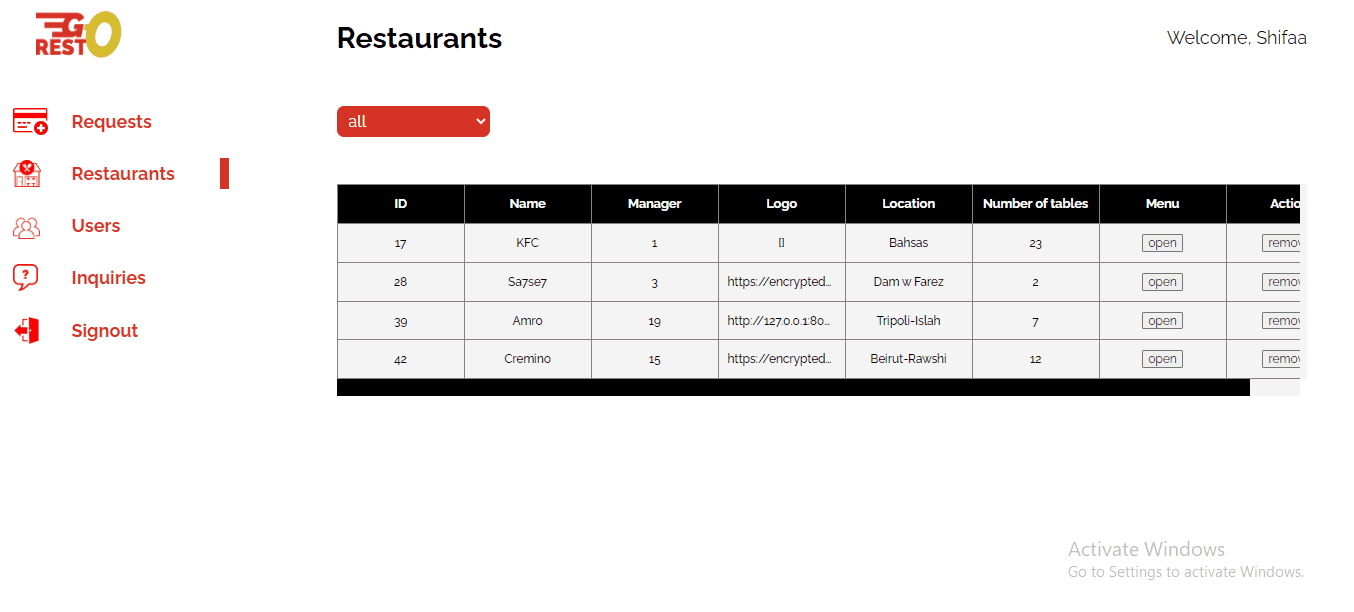 GO
REST
Restaurants
Welcome, Shifaa
Requests
Restaurants
Users
Inquiries
Signout
all
ID Name Manager Logo Location Number of tables Menu Actio
17 KFC 1 [] Bahsas 23 open remov
28 Sa7se7 3 https://encrypted... Dam w Farez 2 open remov
39 Amro 19 http://127.0.0.1:80... Tripoli-Islah 7 open remov
42 Cremino 15 https://encrypted... Beirut-Rawshi 12 open remov
Activate Windows
Go to Settings to activate Windows.